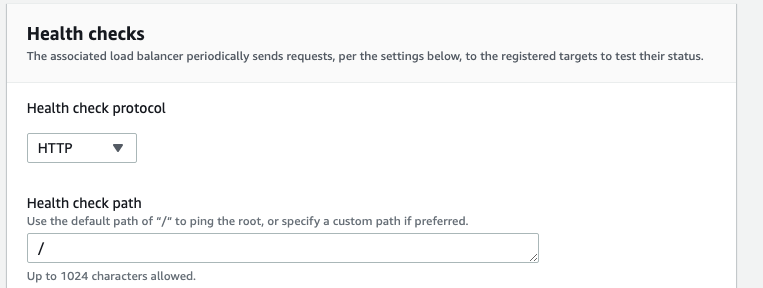 Health checks
The associated load balancer periodically sends requests, per the settings below, to the registered targets to test their status.
Health check protocol
HTTP
Health check path
Use the default path of "/" to ping the root, or specify a custom path if preferred.
/
Up to 1024 characters allowed.